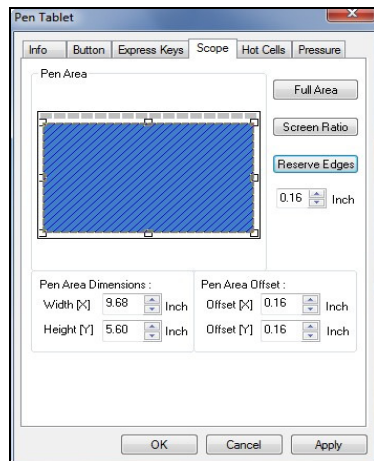 Pen Tablet
Info Button Express Keys Scope Hot Cells Pressure
Pen Area
Full Area
Screen Ratio
Reserve Edges
0.16 Inch
Pen Area Dimensions : Pen Area Offset :
Width [X] 9.68 Inch Offset [X] 0.16 Inch
Height [Y] 5.60 Inch Offset [Y] 0.16 Inch
OK Cancel Apply